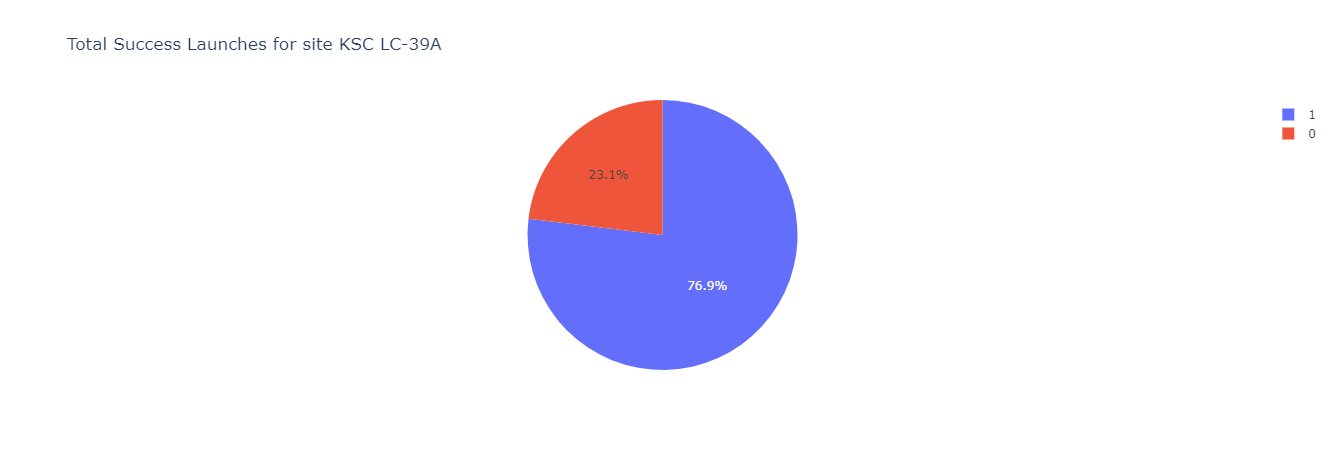 Total Success Launches for site KSC LC-39A
1
0
23.1%
76.9%